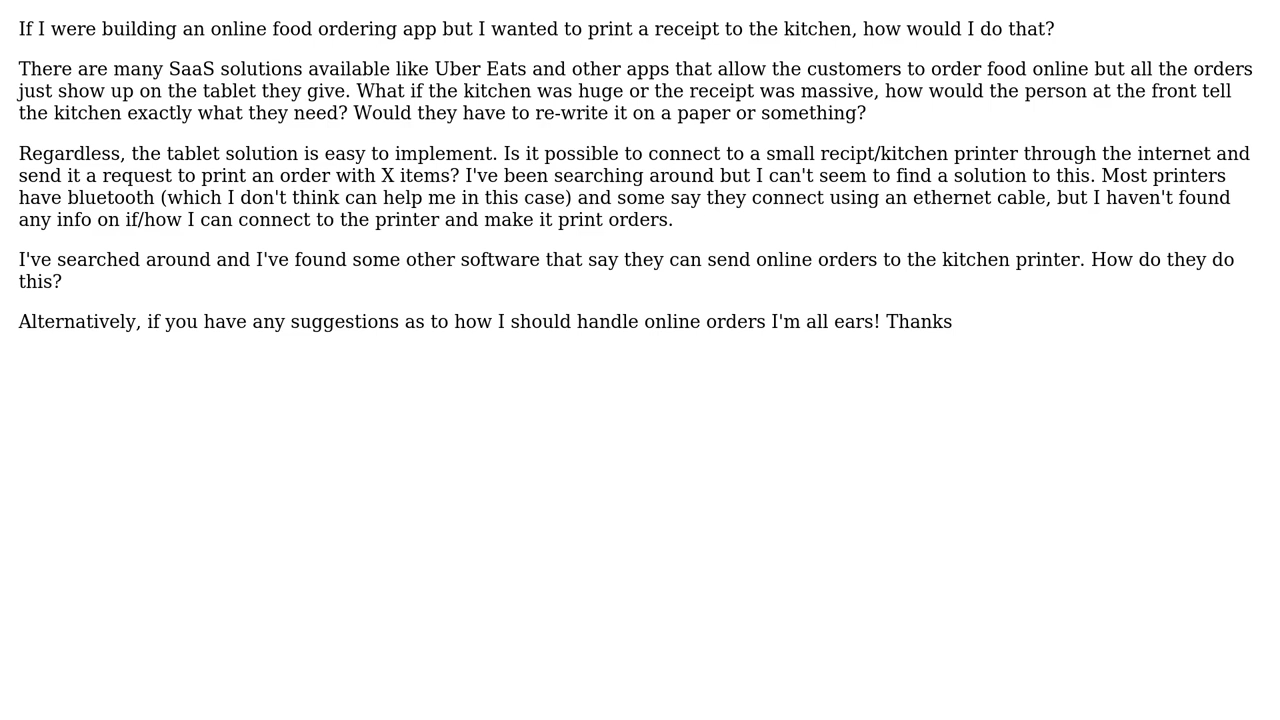 If I were building an online food ordering app but I wanted to print a receipt to the kitchen, how would I do that?
There are many SaaS solutions available like Uber Eats and other apps that allow the customers to order food online but all the orders
just show up on the tablet they give. What if the kitchen was huge or the receipt was massive, how would the person at the front tell
the kitchen exactly what they need? Would they have to re-write it on a paper or something?
Regardless, the tablet solution is easy to implement. Is it possible to connect to a small recipt/kitchen printer through the internet and
send it a request to print an order with X items? I've been searching around but I can't seem to find a solution to this. Most printers
have bluetooth (which I don't think can help me in this case) and some say they connect using an ethernet cable, but I haven't found
any info on if/how I can connect to the printer and make it print orders.
I've searched around and I've found some other software that say they can send online orders to the kitchen printer. How do they do
this?
Alternatively, if you have any suggestions as to how I should handle online orders I'm all ears! Thanks